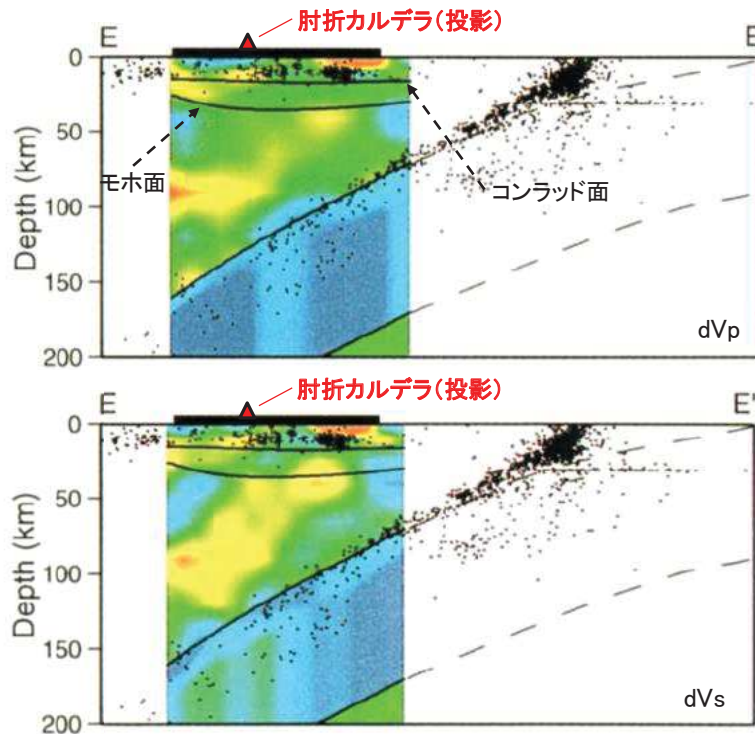 肘折カルデラ(投影)
E
E
0
50
100
150
200
Depth (km)
モホ面
コンラッド面
dVp
肘折カルデラ(投影)
E
E'
0
50
100
150
200
Depth (km)
dVs